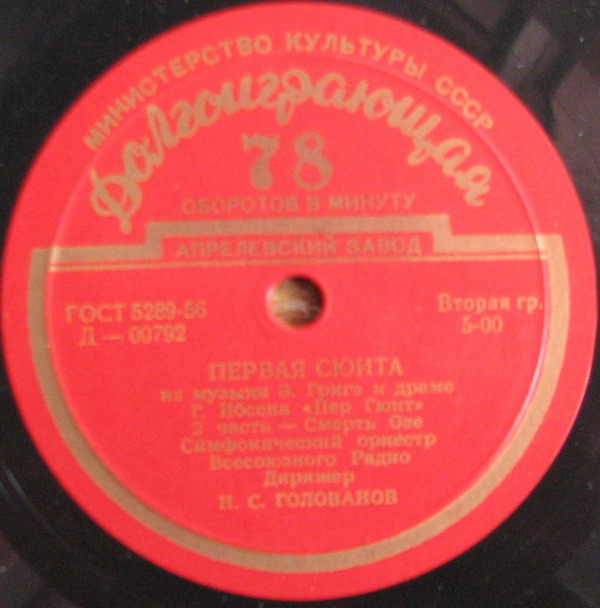 МИНИСТЕРСТВО КУЛЬТУРЫ СССР
Долгоиграющая
78
ОБОРОТОВ В МИНУТУ
АПРЕЛЕВСКИЙ ЗАВОД
ГОСТ 5289-56
Д — 00792
Вторая гр.
5-00
ПЕРВАЯ СЮИТА
из музыки Э. Грига к драме
Г. Ибсена «Пер Гюнт»
2 часть — Смерть Озе
Симфонический оркестр
Всесоюзного Радио
Дирижер
Н. С. ГОЛОВАНОВ